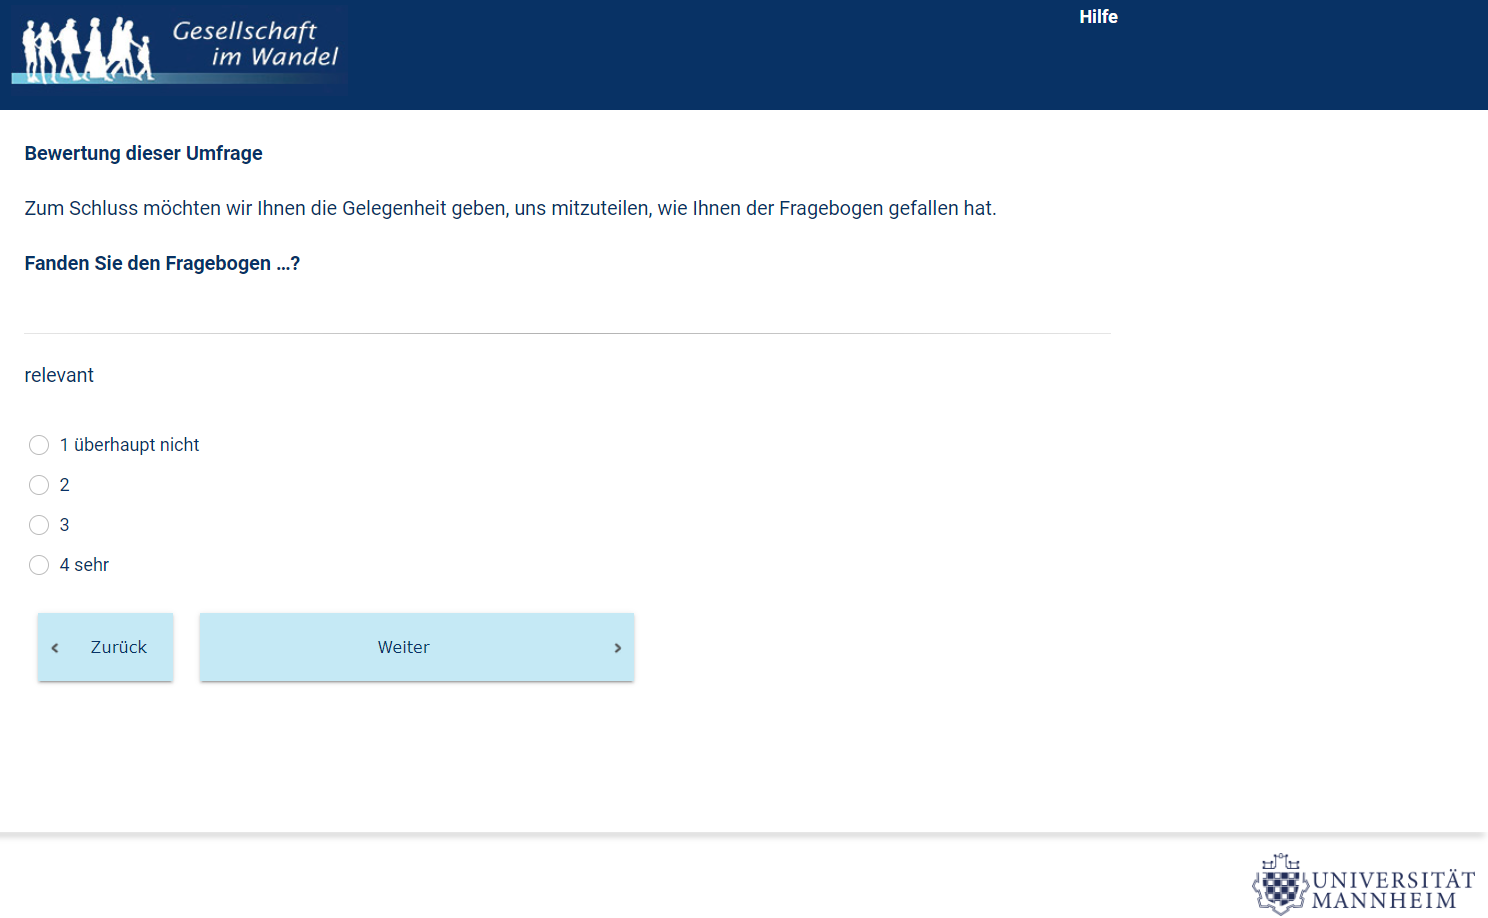 Gesellschaft
im Wandel
Hilfe
Bewertung dieser Umfrage
Zum Schluss möchten wir Ihnen die Gelegenheit geben, uns mitzuteilen, wie Ihnen der Fragebogen gefallen hat.
Fanden Sie den Fragebogen ...?
relevant
1 überhaupt nicht
2
3
4 sehr
Zurück
Weiter
UNIVERSITÄT
MANNHEIM